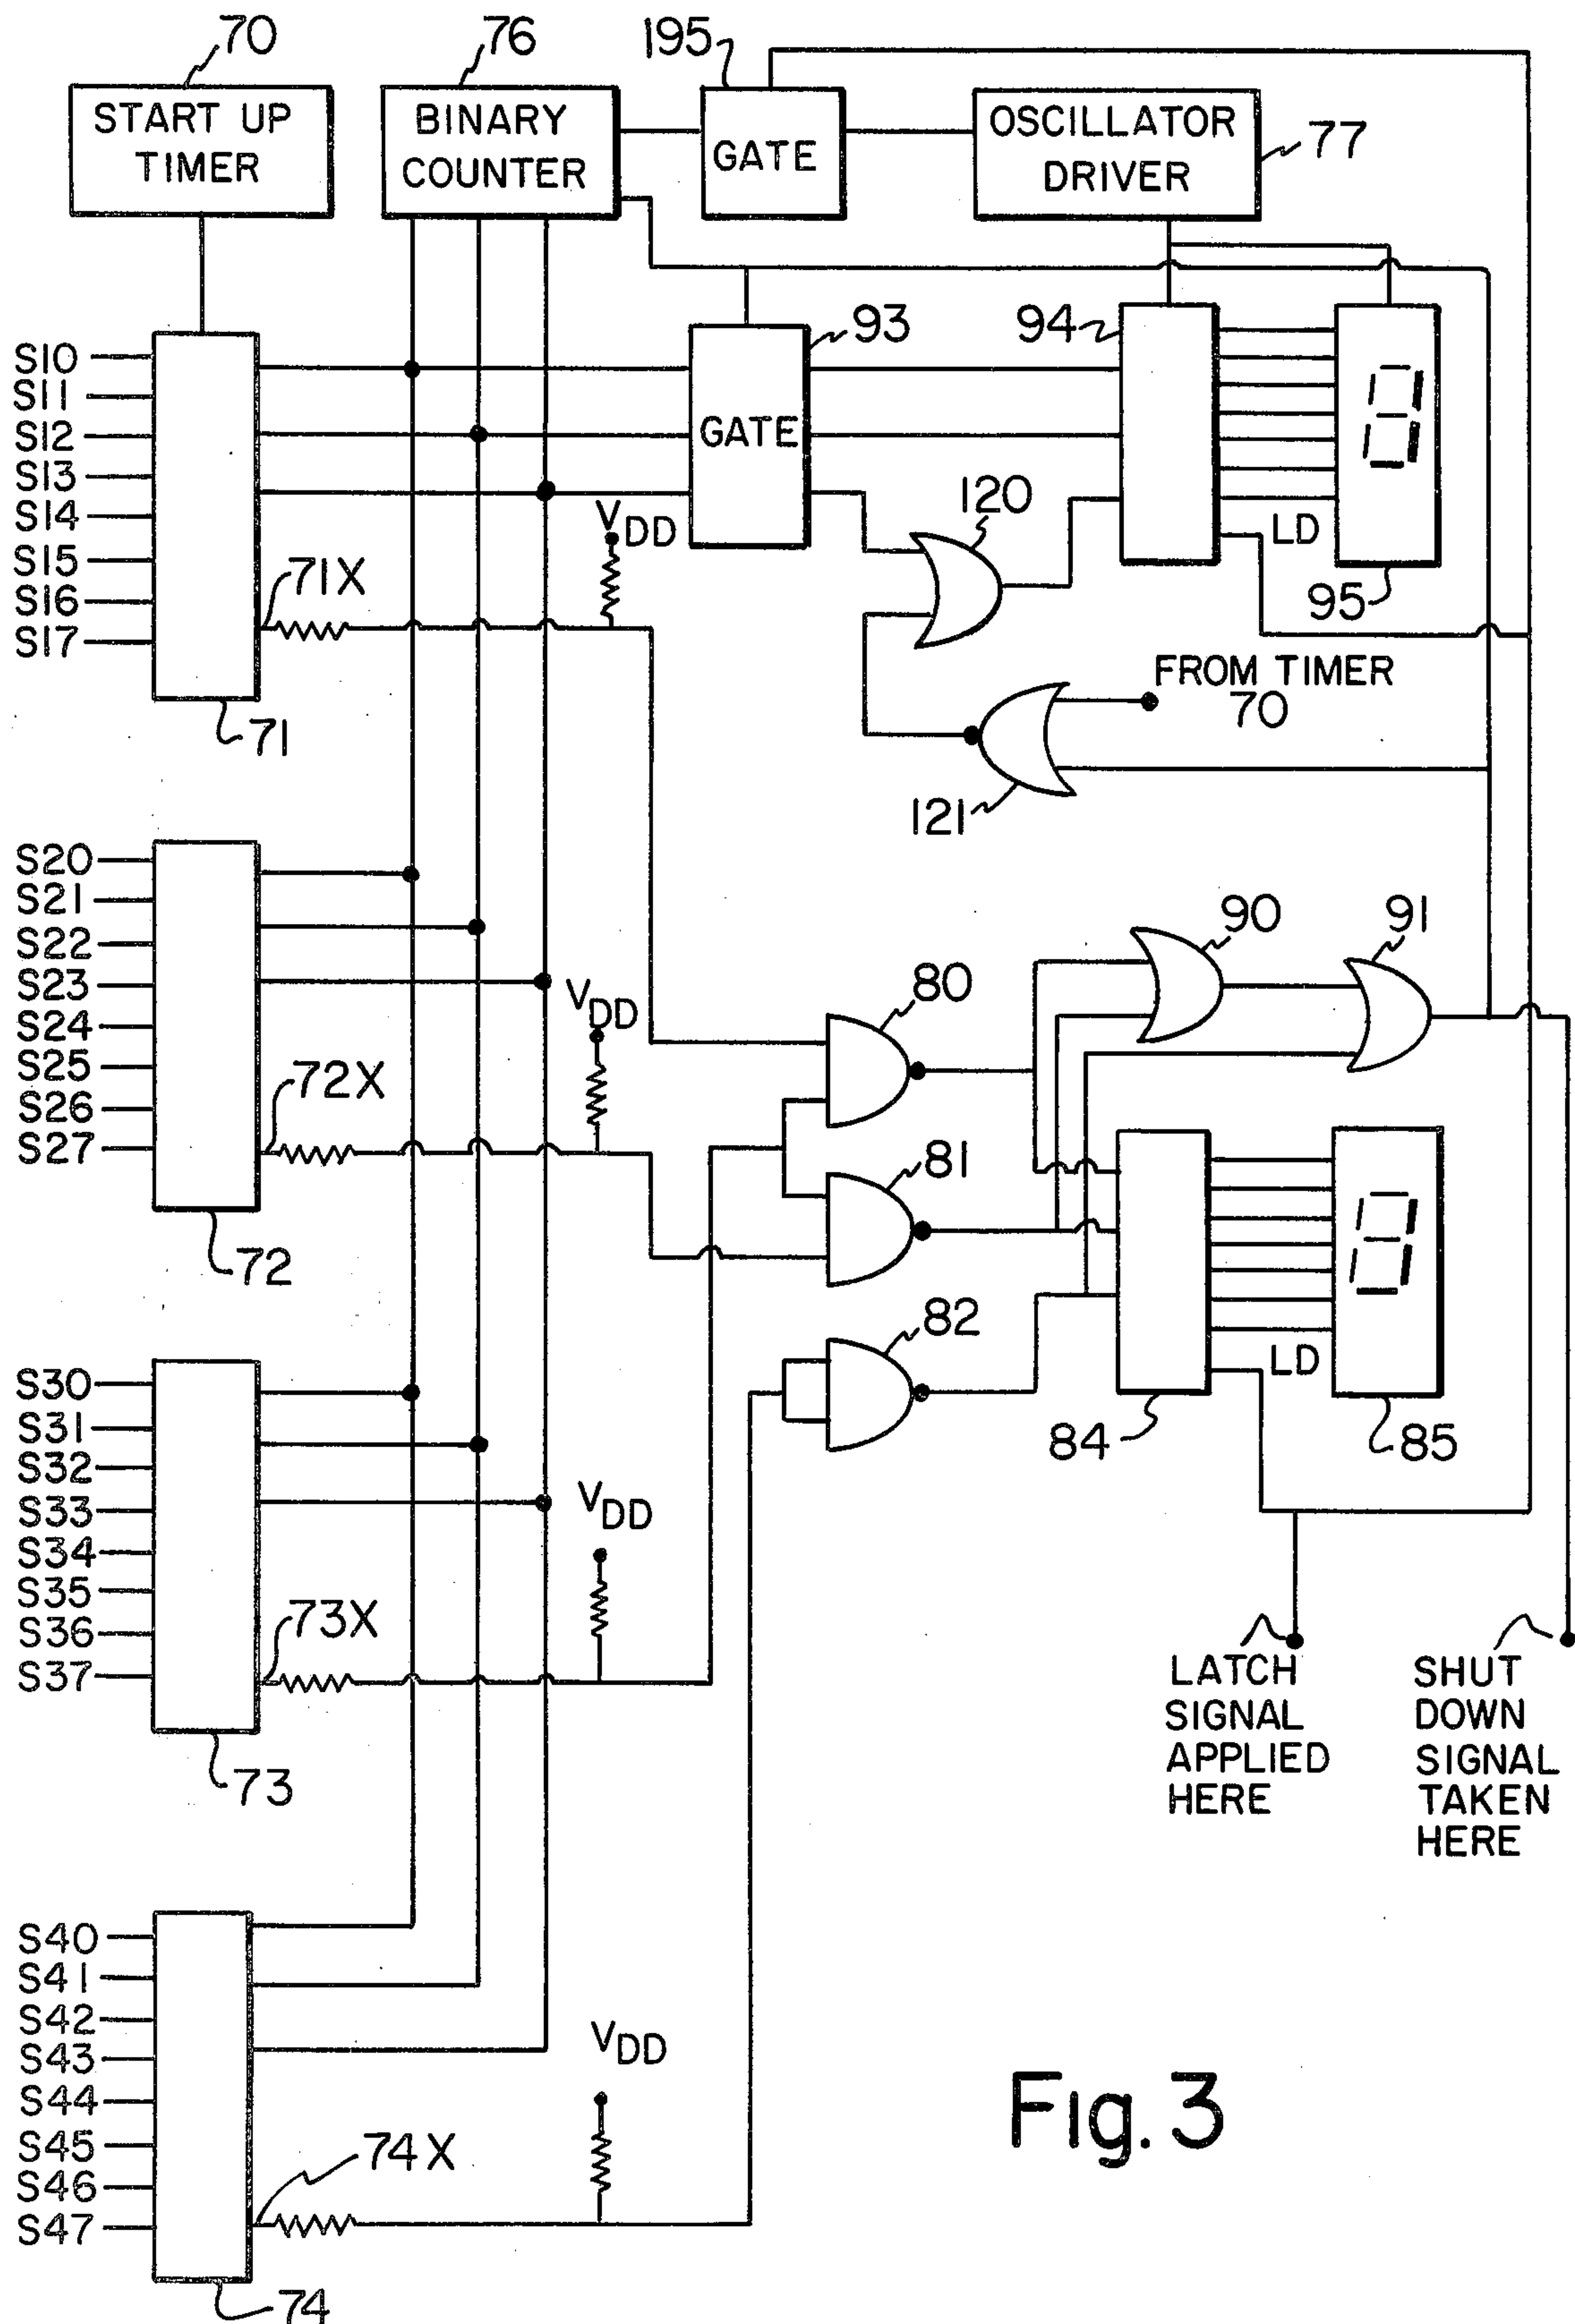 70
76
195
START UP
TIMER
BINARY
COUNTER
GATE
OSCILLATOR
DRIVER
77
93
94
S10
S11
S12
S13
S14
S15
S16
S17
GATE
VDD
120
LD
71X
95
71
FROM TIMER
70
121
S20
S21
S22
S23
S24
S25
S26
S27
90
91
80
VDD
72X
81
72
82
LD
84
85
S30
S31
S32
S33
S34
S35
S36
S37
VDD
73X
73
LATCH
SIGNAL
APPLIED
HERE
SHUT
DOWN
SIGNAL
TAKEN
HERE
S40
S41
S42
S43
S44
S45
S46
S47
VDD
74X
74
Fig. 3